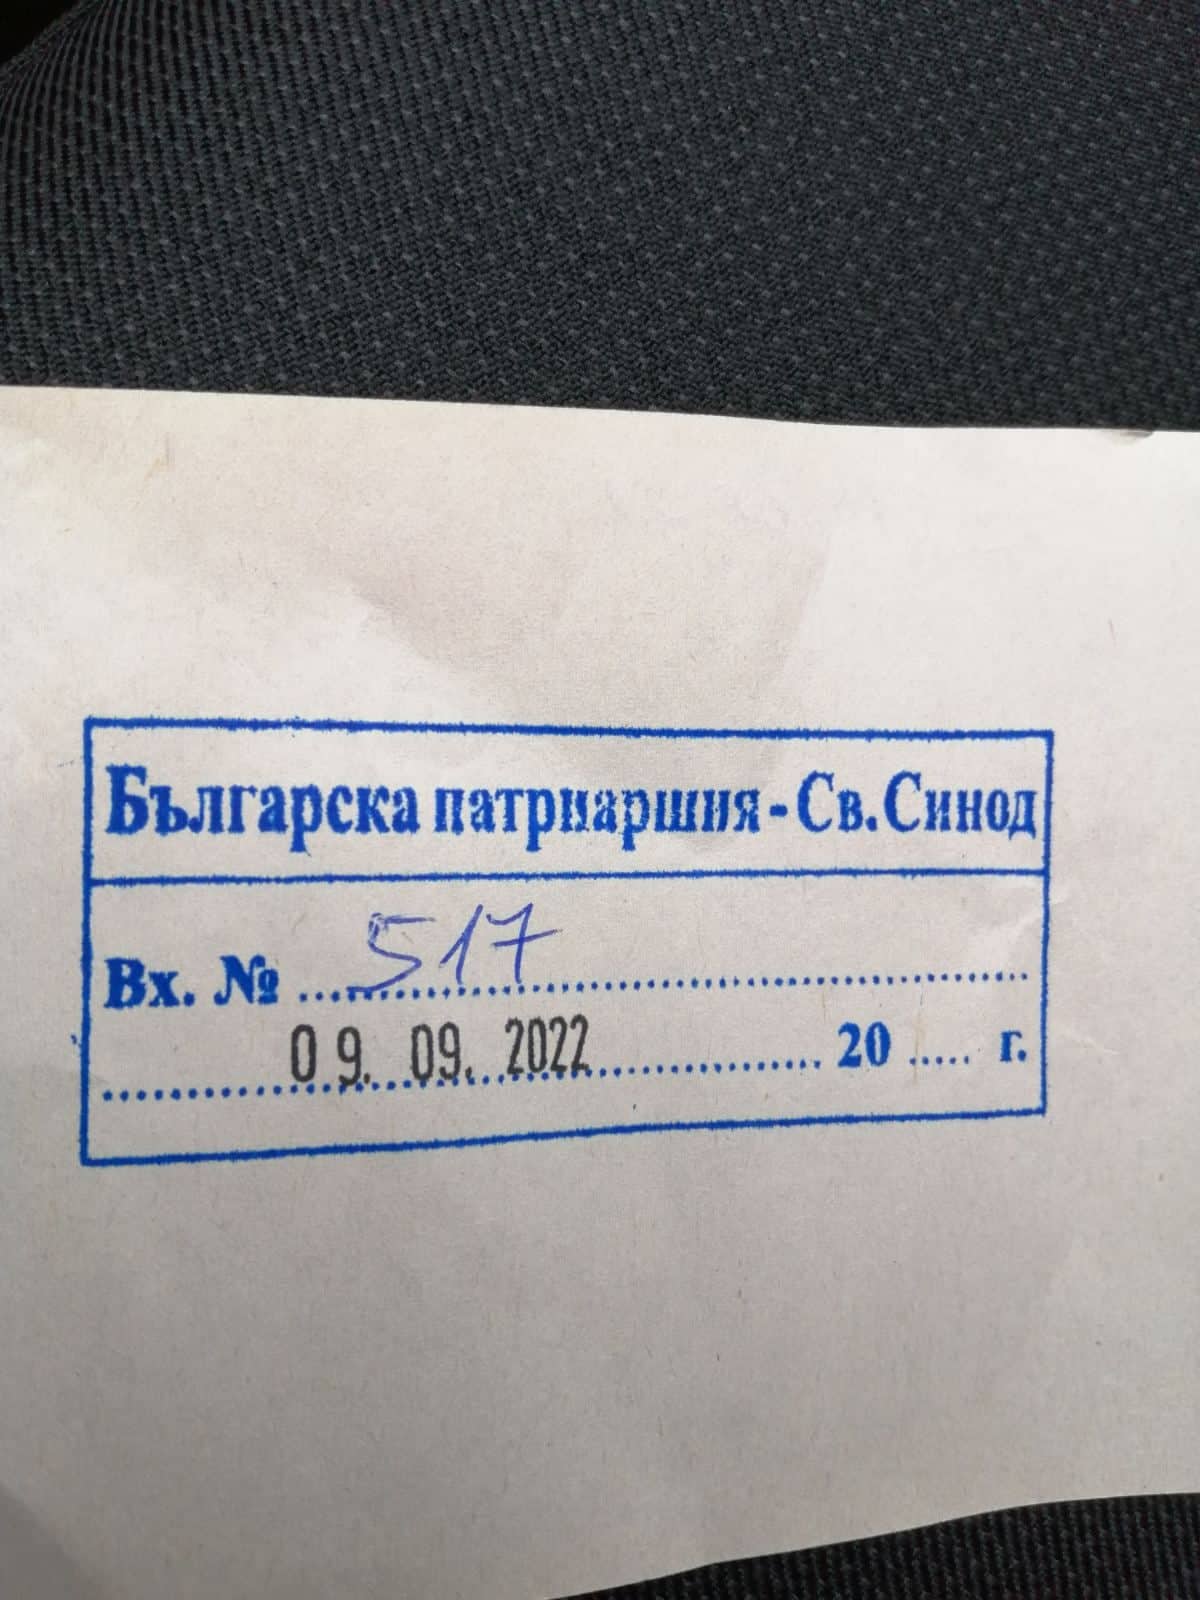 Българска патриаршия - Св. Синод
Вх. № ...517...
09. 09. 2022 ... 20 ..... г.